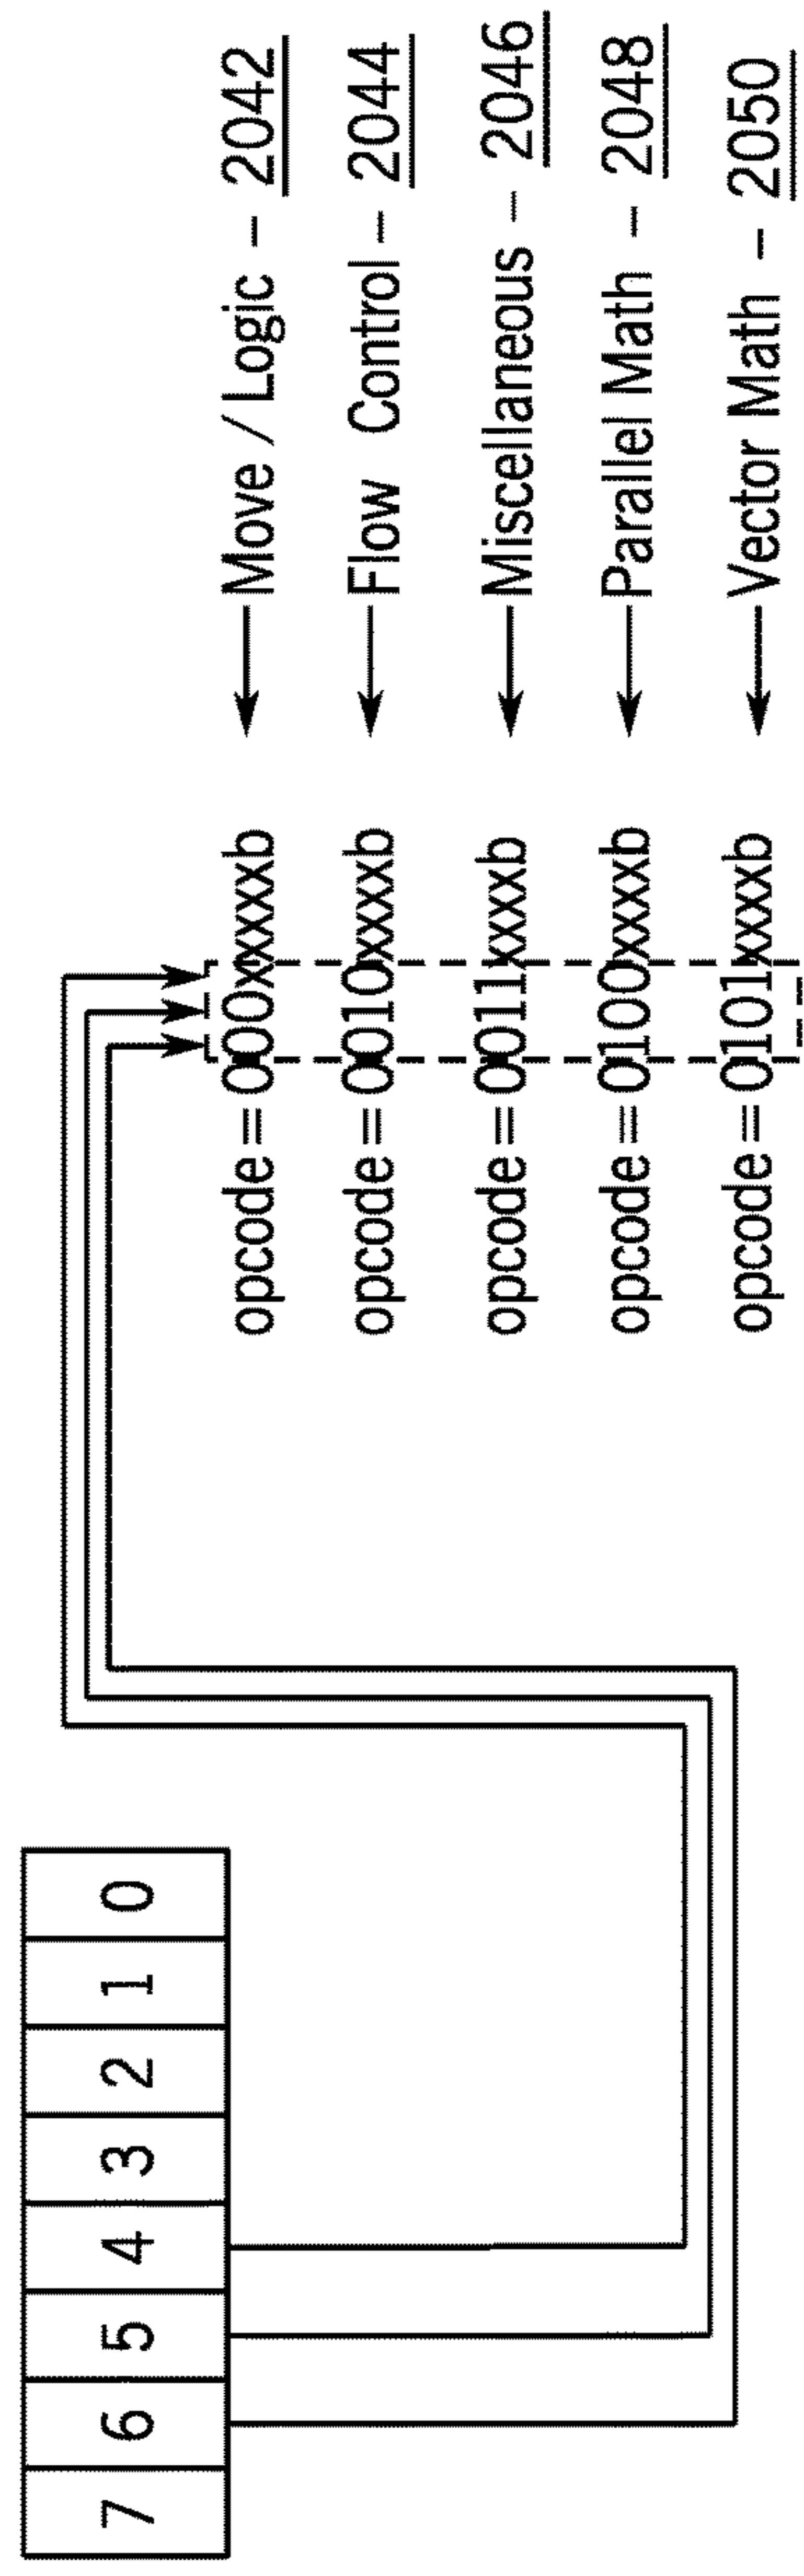 7 6 5 4 3 2 1 0
opcode=000xxxxxb ← Move / Logic – 2042
opcode=0010xxxxb ← Flow Control – 2044
opcode=0011xxxxb ← Miscellaneous – 2046
opcode=0100xxxxb ← Parallel Math – 2048
opcode=0101xxxxb ← Vector Math – 2050